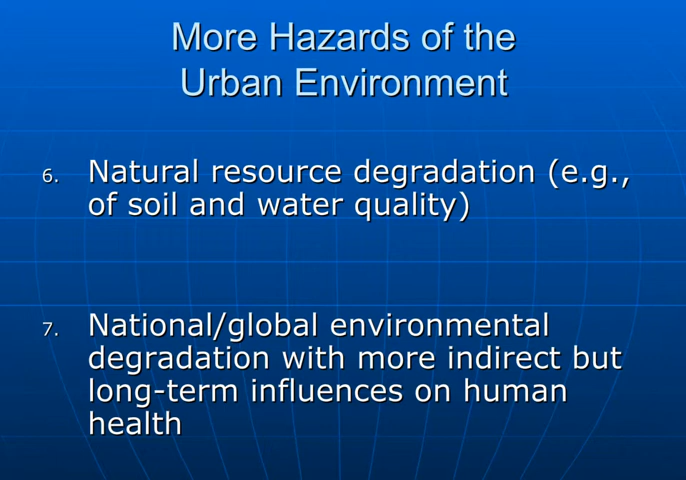 More Hazards of the
Urban Environment
6. Natural resource degradation (e.g.,
of soil and water quality)
7. National/global environmental
degradation with more indirect but
long-term influences on human
health